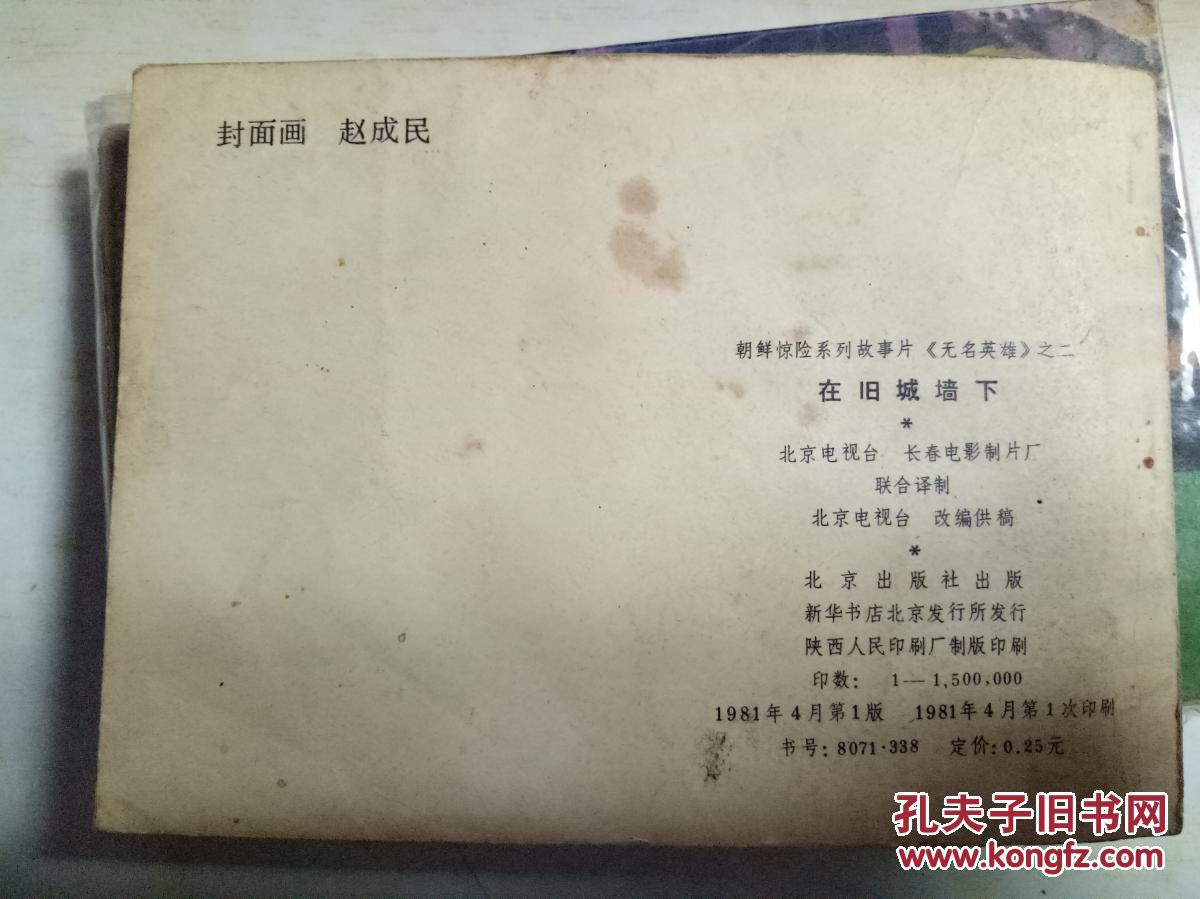 封面画 赵成民
朝鲜惊险系列故事片《无名英雄》之二
在旧城墙下
*
北京电视台 长春电影制片厂
联合译制
北京电视台 改编供稿
*
北京出版社出版
新华书店北京发行所发行
陕西人民印刷厂制版印刷
印数: 1—1,500,000
1981年4月第1版 1981年4月第1次印刷
书号:8071·338 定价:0.25元
孔夫子旧书网
www.kongfz.com